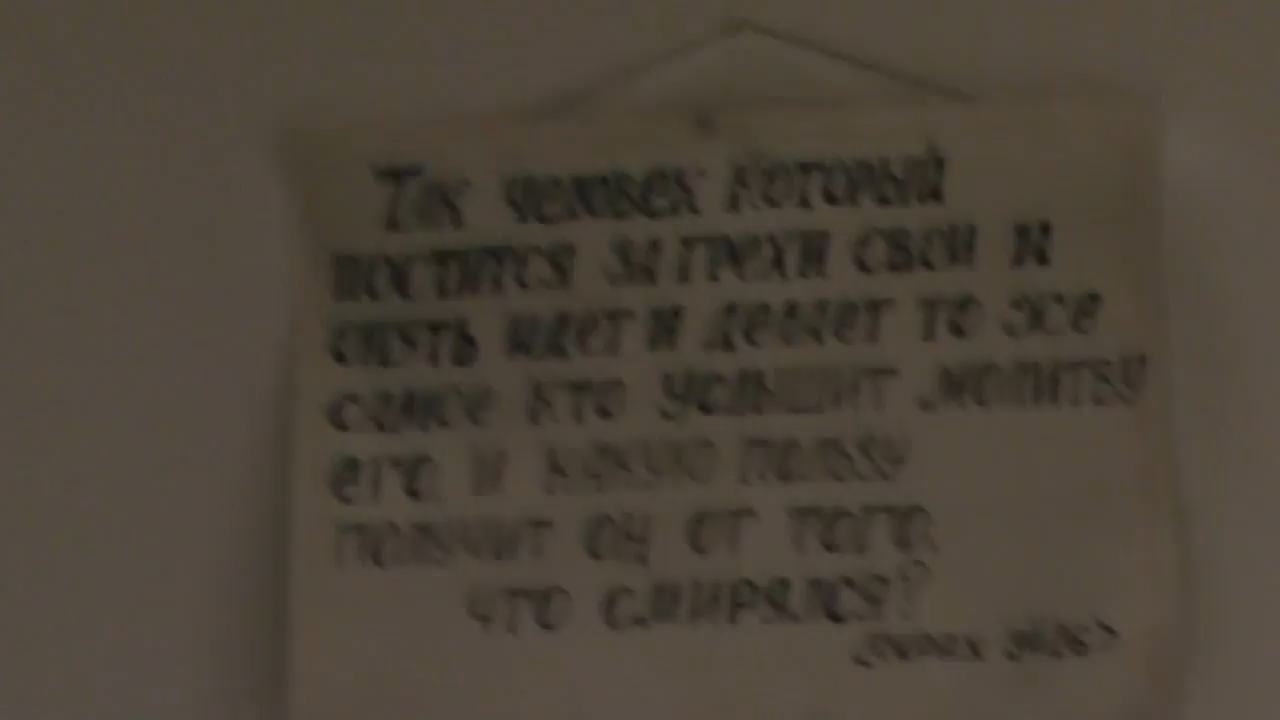 Так человек который
постится за грехи свои и
опять идет и делает то же
самое кто услышит молитву
его и какую пользу
получит он от того
что смирялся?